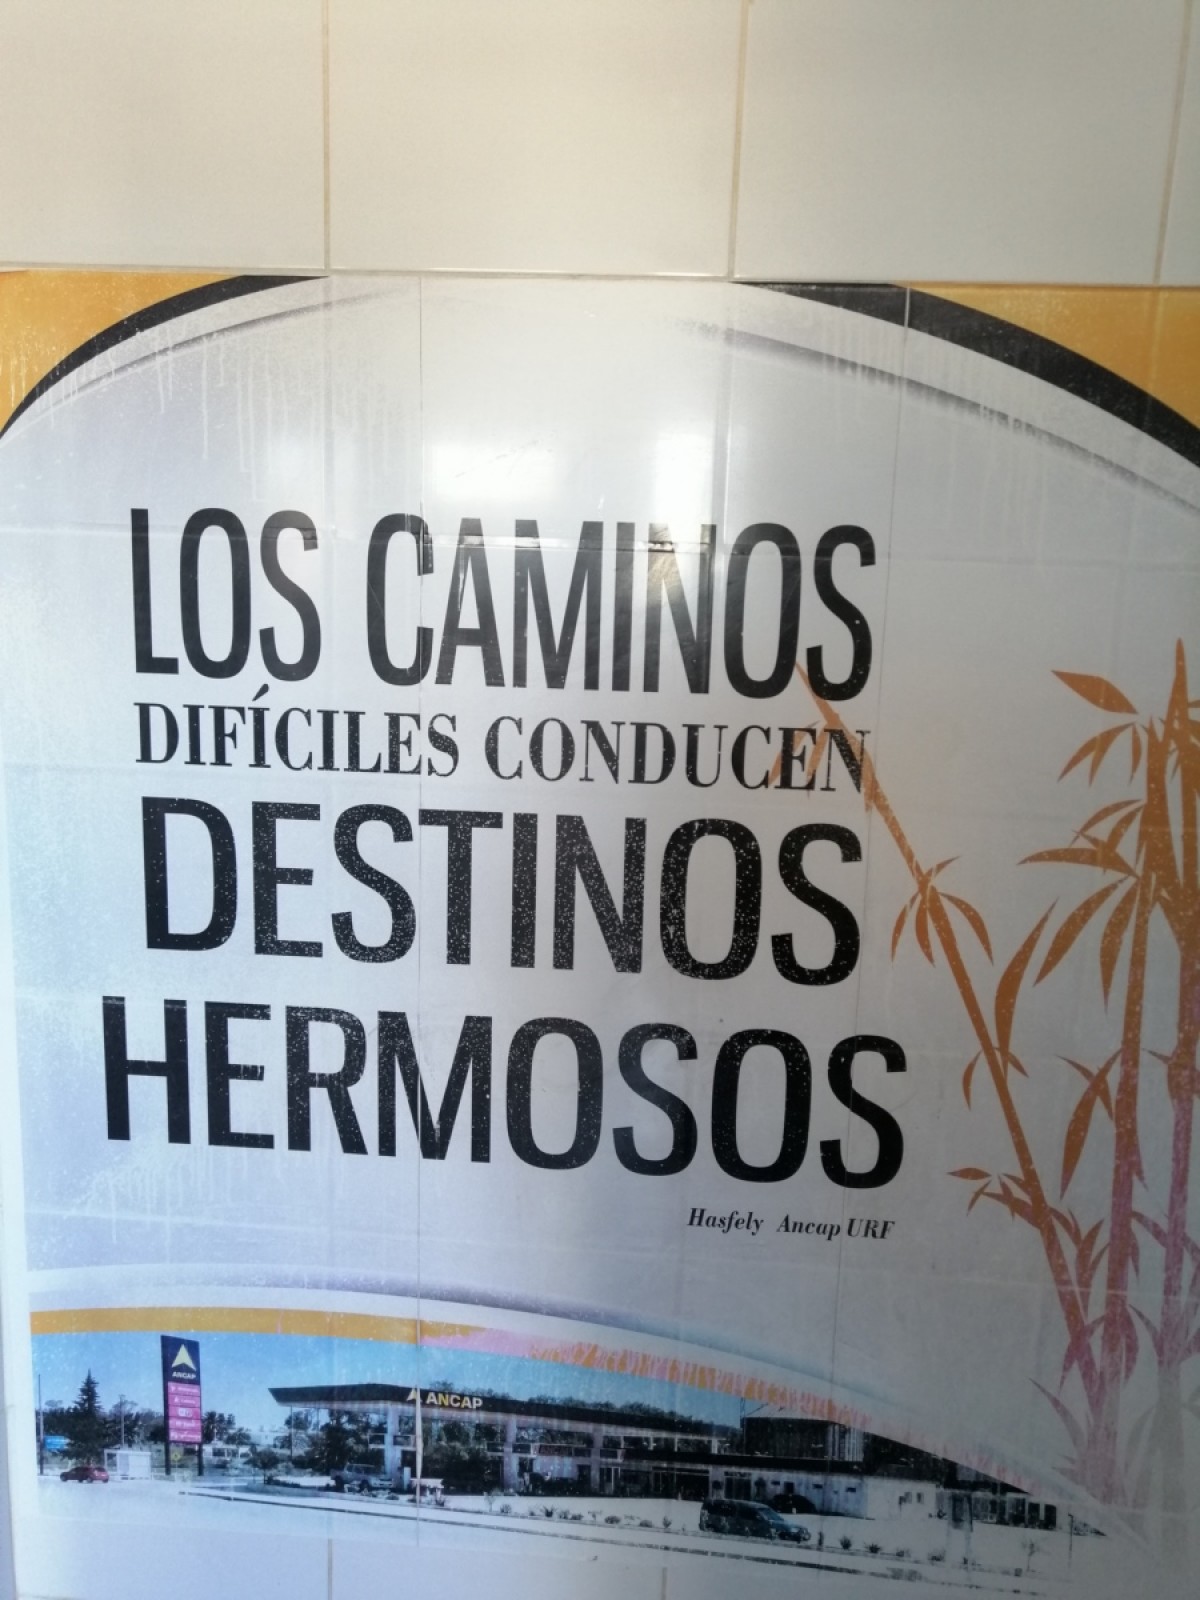 LOS CAMINOS
DIFÍCILES CONDUCEN
DESTINOS
HERMOSOS
Hasfely Ancap URF
ANCAP
ANCAP